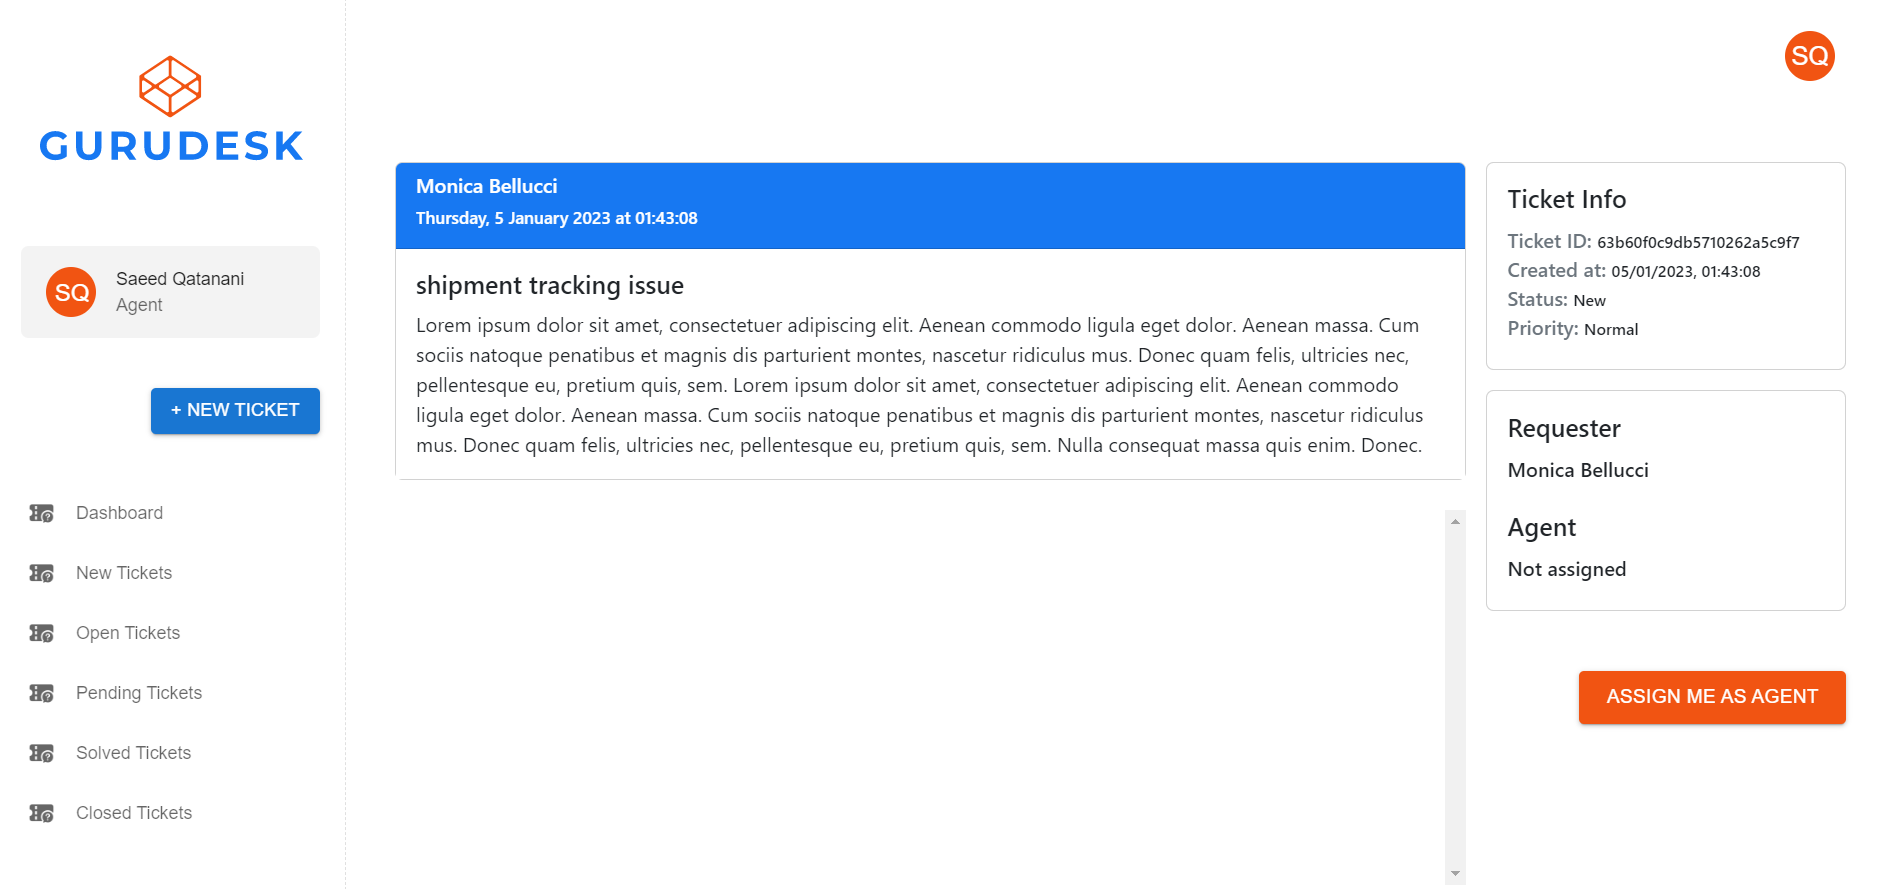 GURUDESK
SQ
Saeed Qatanani
Agent
+ NEW TICKET
Dashboard
New Tickets
Open Tickets
Pending Tickets
Solved Tickets
Closed Tickets
SQ
Monica Bellucci
Thursday, 5 January 2023 at 01:43:08
shipment tracking issue
Lorem ipsum dolor sit amet, consectetuer adipiscing elit. Aenean commodo ligula eget dolor. Aenean massa. Cum
sociis natoque penatibus et magnis dis parturient montes, nascetur ridiculus mus. Donec quam felis, ultricies nec,
pellentesque eu, pretium quis, sem. Lorem ipsum dolor sit amet, consectetuer adipiscing elit. Aenean commodo
ligula eget dolor. Aenean massa. Cum sociis natoque penatibus et magnis dis parturient montes, nascetur ridiculus
mus. Donec quam felis, ultricies nec, pellentesque eu, pretium quis, sem. Nulla consequat massa quis enim. Donec.
Ticket Info
Ticket ID: 63b60f0c9db5710262a5c9f7
Created at: 05/01/2023, 01:43:08
Status: New
Priority: Normal
Requester
Monica Bellucci
Agent
Not assigned
ASSIGN ME AS AGENT